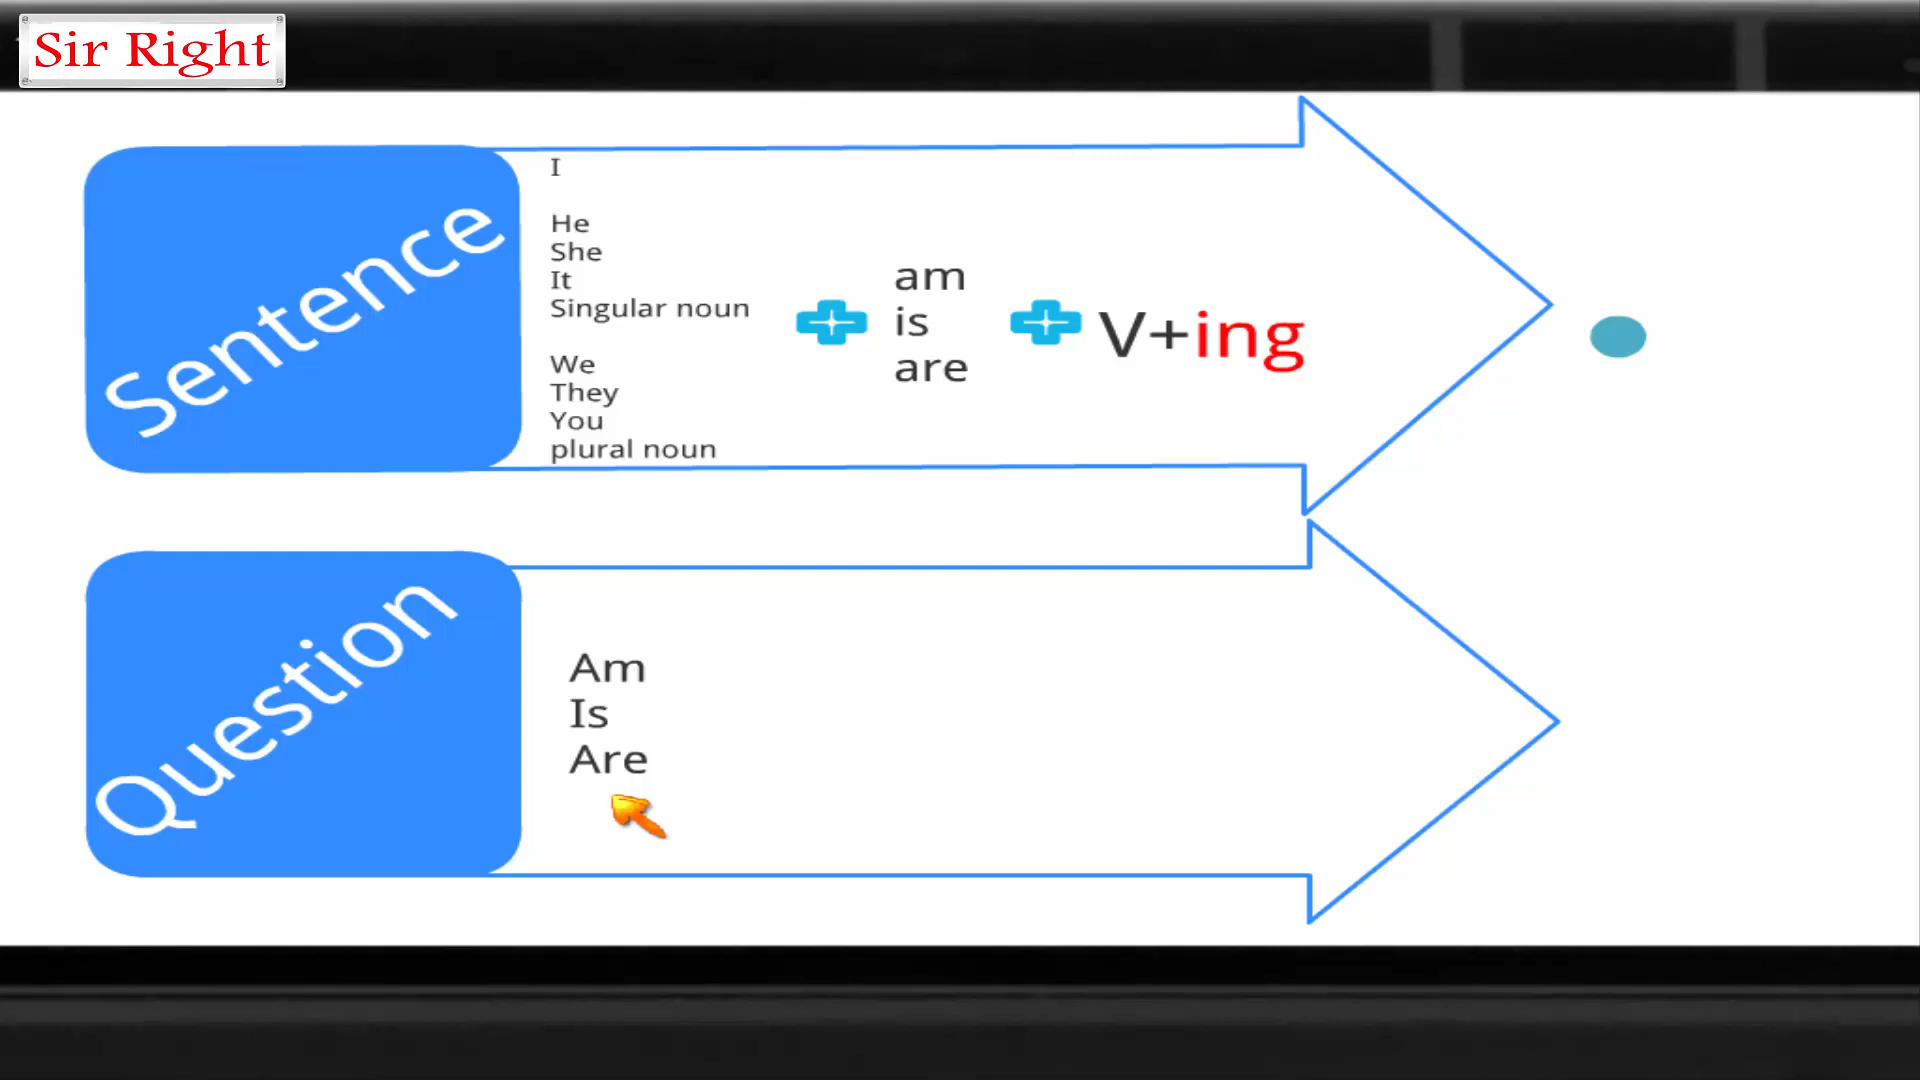 Sir Right
Sentence
I
He
She
It
Singular noun
We
They
You
plural noun
am
is
are
V+ing
Question
Am
Is
Are